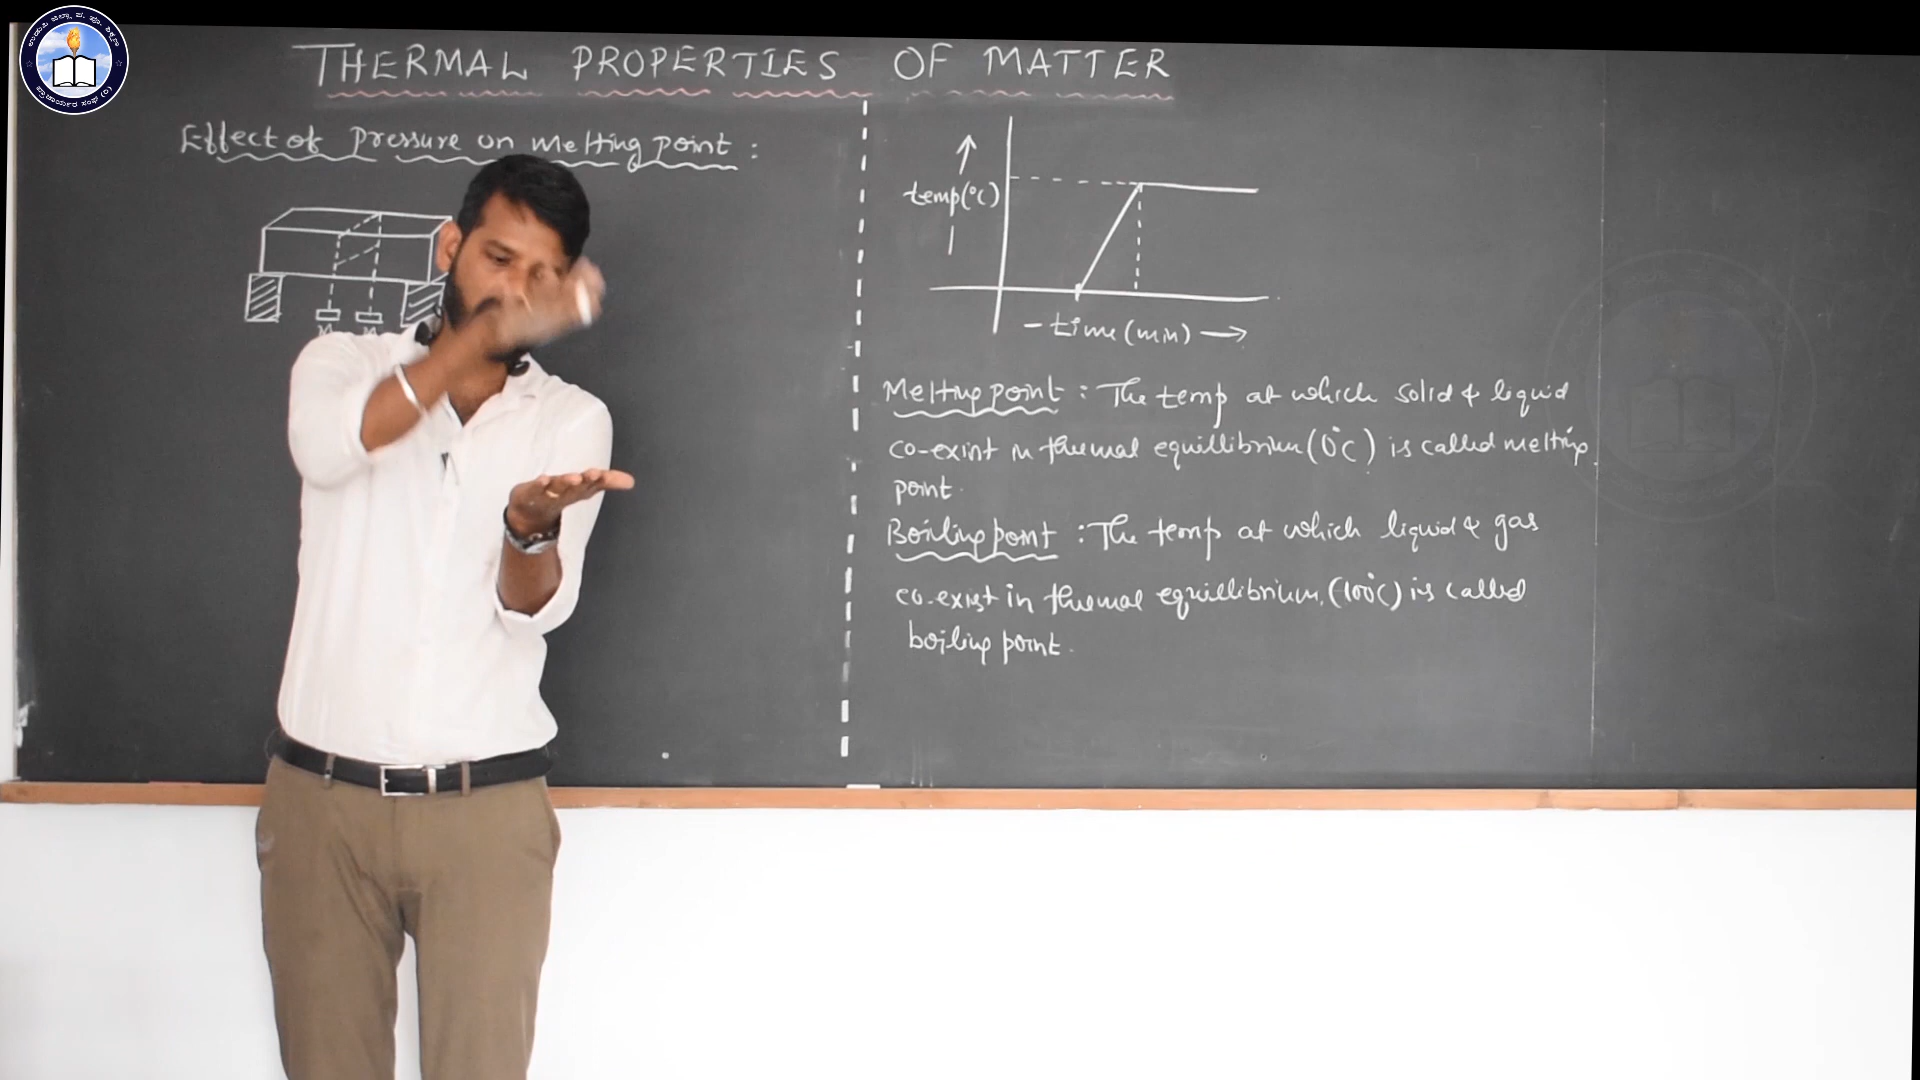 THERMAL PROPERTIES OF MATTER
Effect of Pressure on melting point :
M M
temp(°C)
- time (min)
Melting point : The temp at which solid & liquid
co-exist in thermal equillibrium (0°C) is called melting
point.
Boiling point : The temp at which liquid & gas
co-exist in thermal equillibrium, (100°C) is called
boiling point.